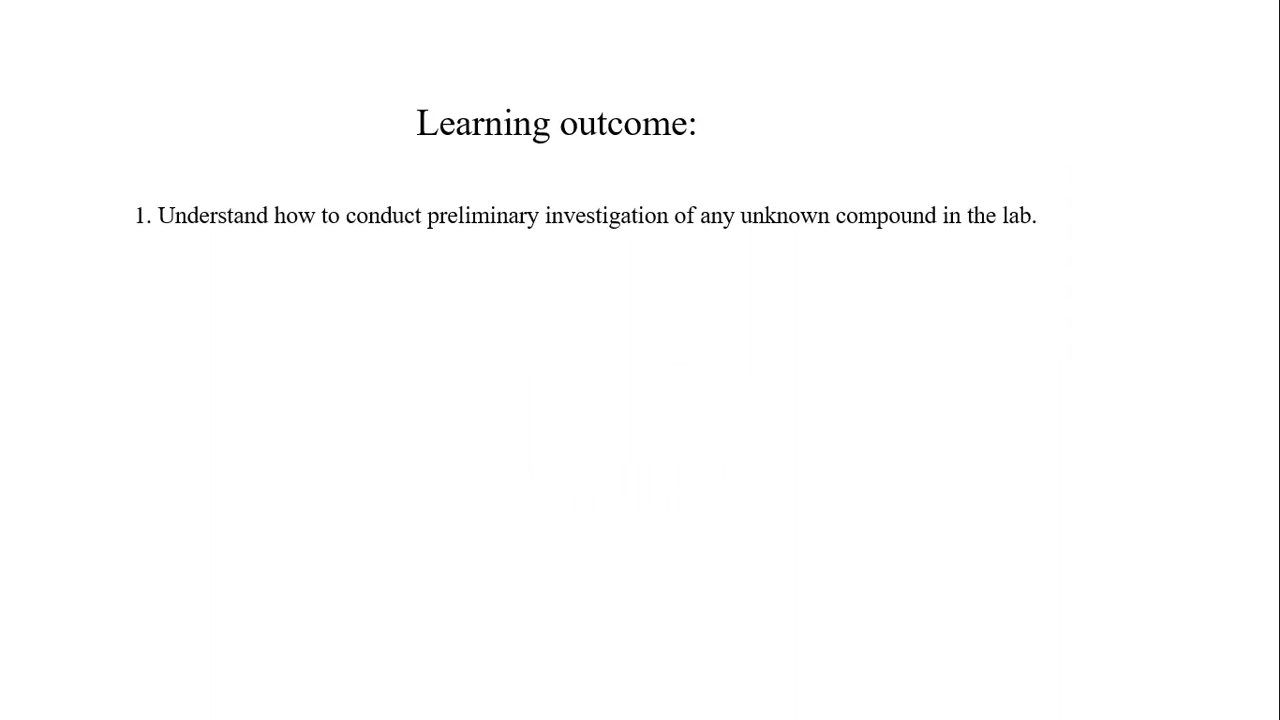 Learning outcome:
1. Understand how to conduct preliminary investigation of any unknown compound in the lab.